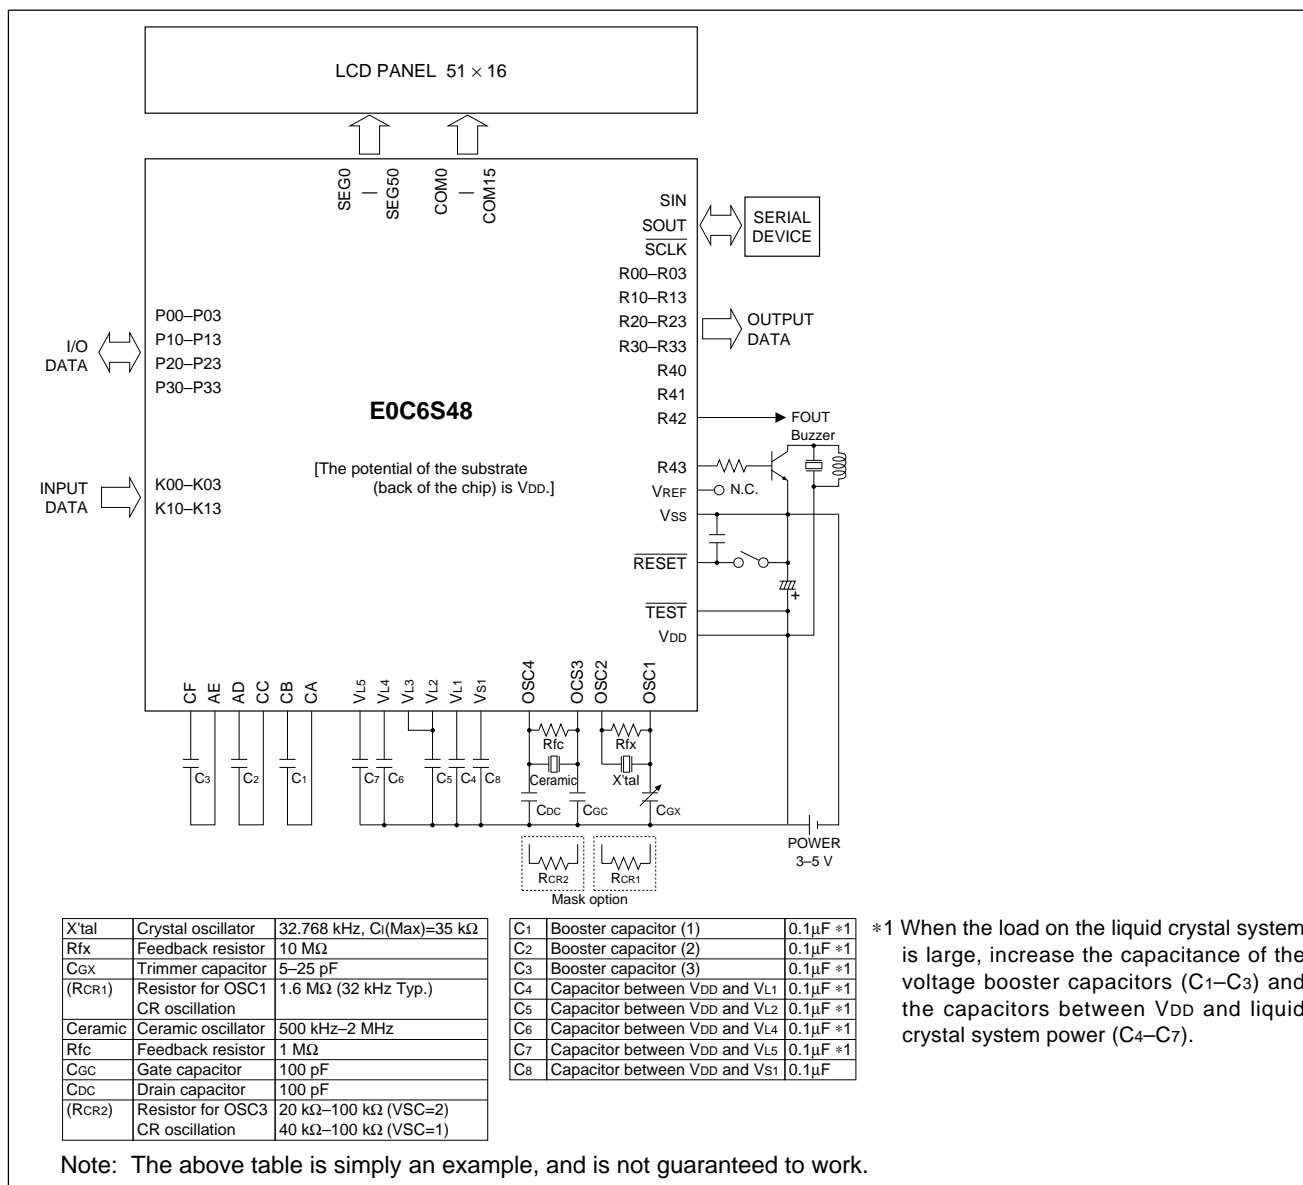 LCD PANEL 51 × 16
SEG0
|
SEG50
COM0
|
COM15
SIN
SOUT
SCLK
SERIAL
DEVICE
R00–R03
R10–R13
R20–R23
R30–R33
R40
R41
R42
R43
OUTPUT
DATA
FOUT
Buzzer
I/O
DATA
P00–P03
P10–P13
P20–P23
P30–P33
E0C6S48
[The potential of the substrate
(back of the chip) is VDD.]
INPUT
DATA
K00–K03
K10–K13
VREF
N.C.
VSS
RESET
+
TEST
VDD
CF
AE
AD
CC
CB
CA
VL5
VL4
VL3
VL2
VL1
VS1
OSC4
OCS3
OSC2
OSC1
C3
C2
C1
C7
C6
C5
C4
C8
Rfc
Ceramic
Rfx
X'tal
CDC
CGC
CGX
POWER
3–5 V
RCR2
RCR1
Mask option
X'tal Crystal oscillator 32.768 kHz, CI(Max)=35 kΩ
Rfx Feedback resistor 10 MΩ
CGX Trimmer capacitor 5–25 pF
(RCR1) Resistor for OSC1 1.6 MΩ (32 kHz Typ.)
CR oscillation
Ceramic Ceramic oscillator 500 kHz–2 MHz
Rfc Feedback resistor 1 MΩ
CGC Gate capacitor 100 pF
CDC Drain capacitor 100 pF
(RCR2) Resistor for OSC3 20 kΩ–100 kΩ (VSC=2)
CR oscillation 40 kΩ–100 kΩ (VSC=1)
C1 Booster capacitor (1) 0.1µF *1
C2 Booster capacitor (2) 0.1µF *1
C3 Booster capacitor (3) 0.1µF *1
C4 Capacitor between VDD and VL1 0.1µF *1
C5 Capacitor between VDD and VL2 0.1µF *1
C6 Capacitor between VDD and VL4 0.1µF *1
C7 Capacitor between VDD and VL5 0.1µF *1
C8 Capacitor between VDD and VS1 0.1µF
*1 When the load on the liquid crystal system
is large, increase the capacitance of the
voltage booster capacitors (C1–C3) and
the capacitors between VDD and liquid
crystal system power (C4–C7).
Note: The above table is simply an example, and is not guaranteed to work.